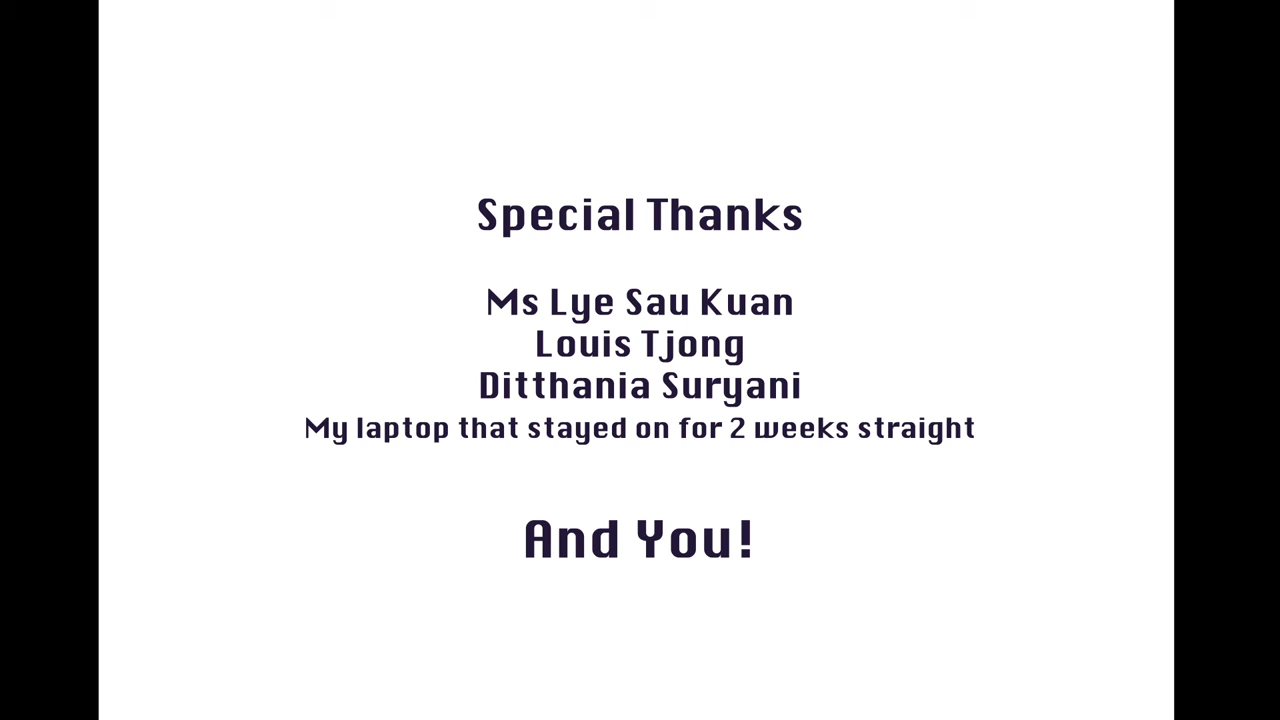 Special Thanks
Ms Lye Sau Kuan
Louis Tjong
Ditthania Suryani
My laptop that stayed on for 2 weeks straight
And You!